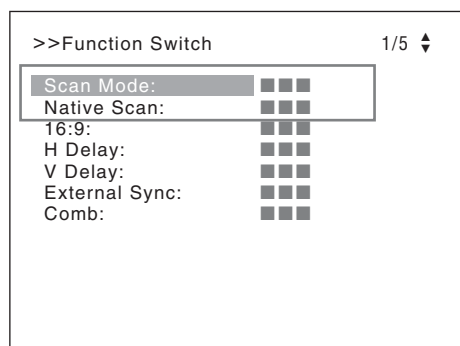 >>Function Switch 1/5
Scan Mode: ■■■
Native Scan: ■■■
16:9: ■■■
H Delay: ■■■
V Delay: ■■■
External Sync: ■■■
Comb: ■■■